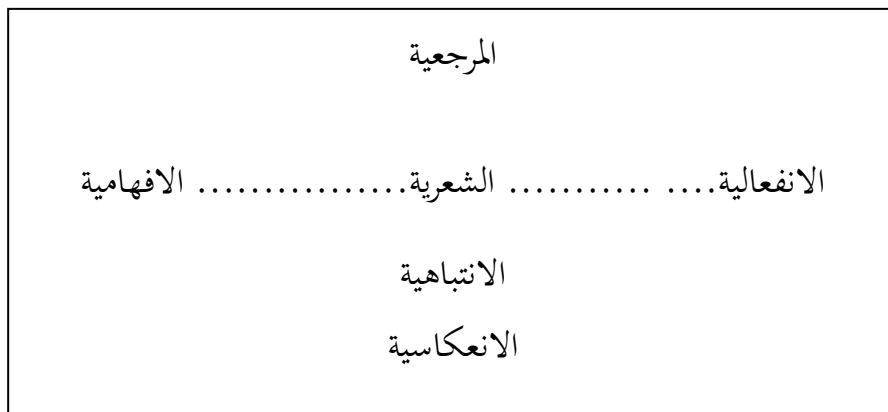 المرجعية
الانفعالية.... ........... الشعرية................ الافهامية
الانتباهية
الانعكاسية